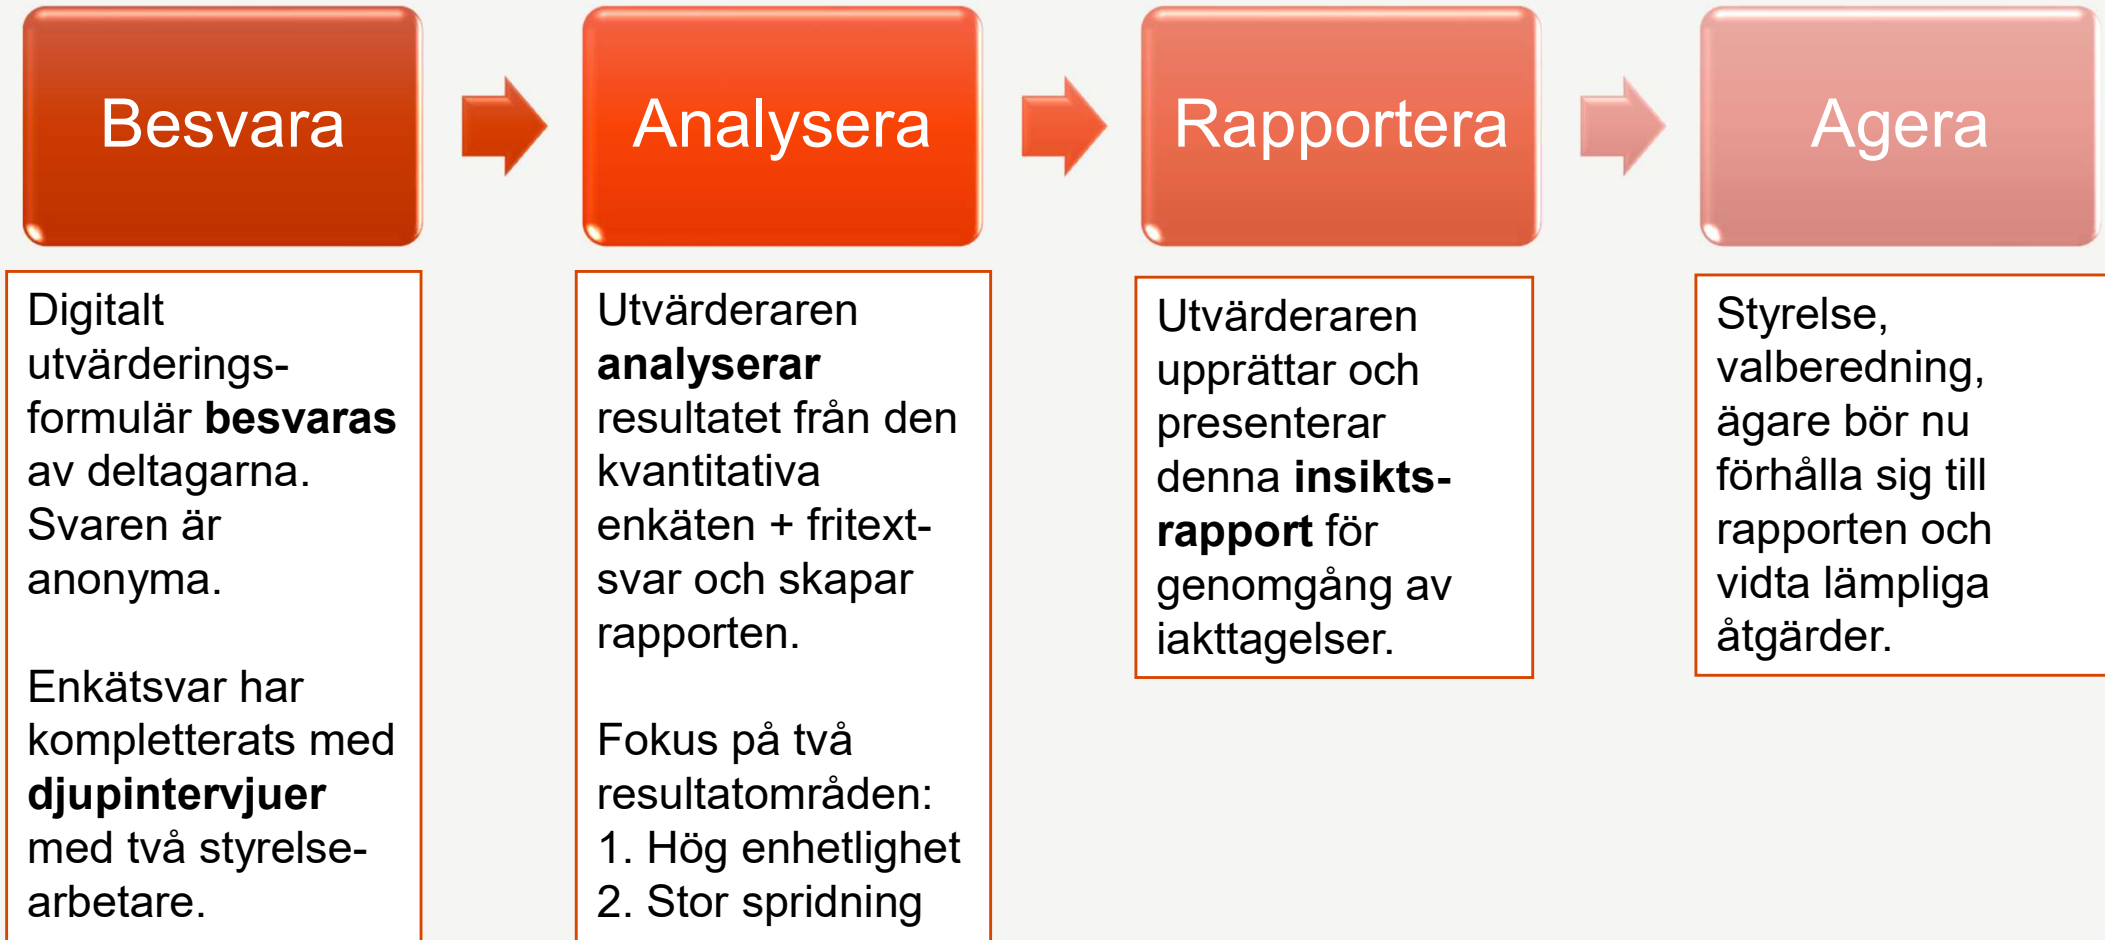 Besvara
Analysera
Rapportera
Agera
Digitalt
utvärderings-
formulär besvaras
av deltagarna.
Svaren är
anonyma.
Enkätsvar har
kompletterats med
djupintervjuer
med två styrelse-
arbetare.
Utvärderaren
analyserar
resultatet från den
kvantitativa
enkäten + fritext-
svar och skapar
rapporten.
Fokus på två
resultatområden:
1. Hög enhetlighet
2. Stor spridning
Utvärderaren
upprättar och
presenterar
denna insikts-
rapport för
genomgång av
iakttagelser.
Styrelse,
valberedning,
ägare bör nu
förhålla sig till
rapporten och
vidta lämpliga
åtgärder.